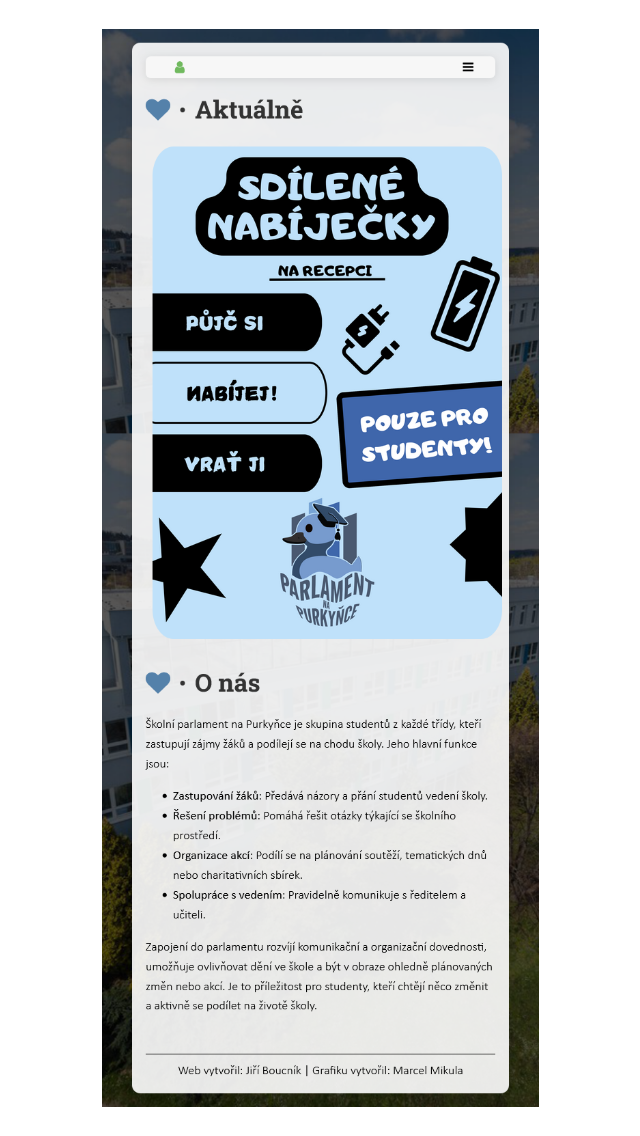 • Aktuálně
SDÍLENÉ
NABÍJEČKY
NA RECEPCI
PŮJČ SI
NABÍJEJ!
VRAŤ JI
POUZE PRO
STUDENTY!
PARLAMENT
NA
PURKYŇCE
• O nás
Školní parlament na Purkyňce je skupina studentů z každé třídy, kteří
zastupují zájmy žáků a podílejí se na chodu školy. Jeho hlavní funkce
jsou:
• Zastupování žáků: Předává názory a přání studentů vedení školy.
• Řešení problémů: Pomáhá řešit otázky týkající se školního
prostředí.
• Organizace akcí: Podílí se na plánování soutěží, tematických dnů
nebo charitativních sbírek.
• Spolupráce s vedením: Pravidelně komunikuje s ředitelem a
učiteli.
Zapojení do parlamentu rozvíjí komunikační a organizační dovednosti,
umožňuje ovlivňovat dění ve škole a být v obraze ohledně plánovaných
změn nebo akcí. Je to příležitost pro studenty, kteří chtějí něco změnit
a aktivně se podílet na životě školy.
Web vytvořil: Jiří Boucník | Grafiku vytvořil: Marcel Mikula